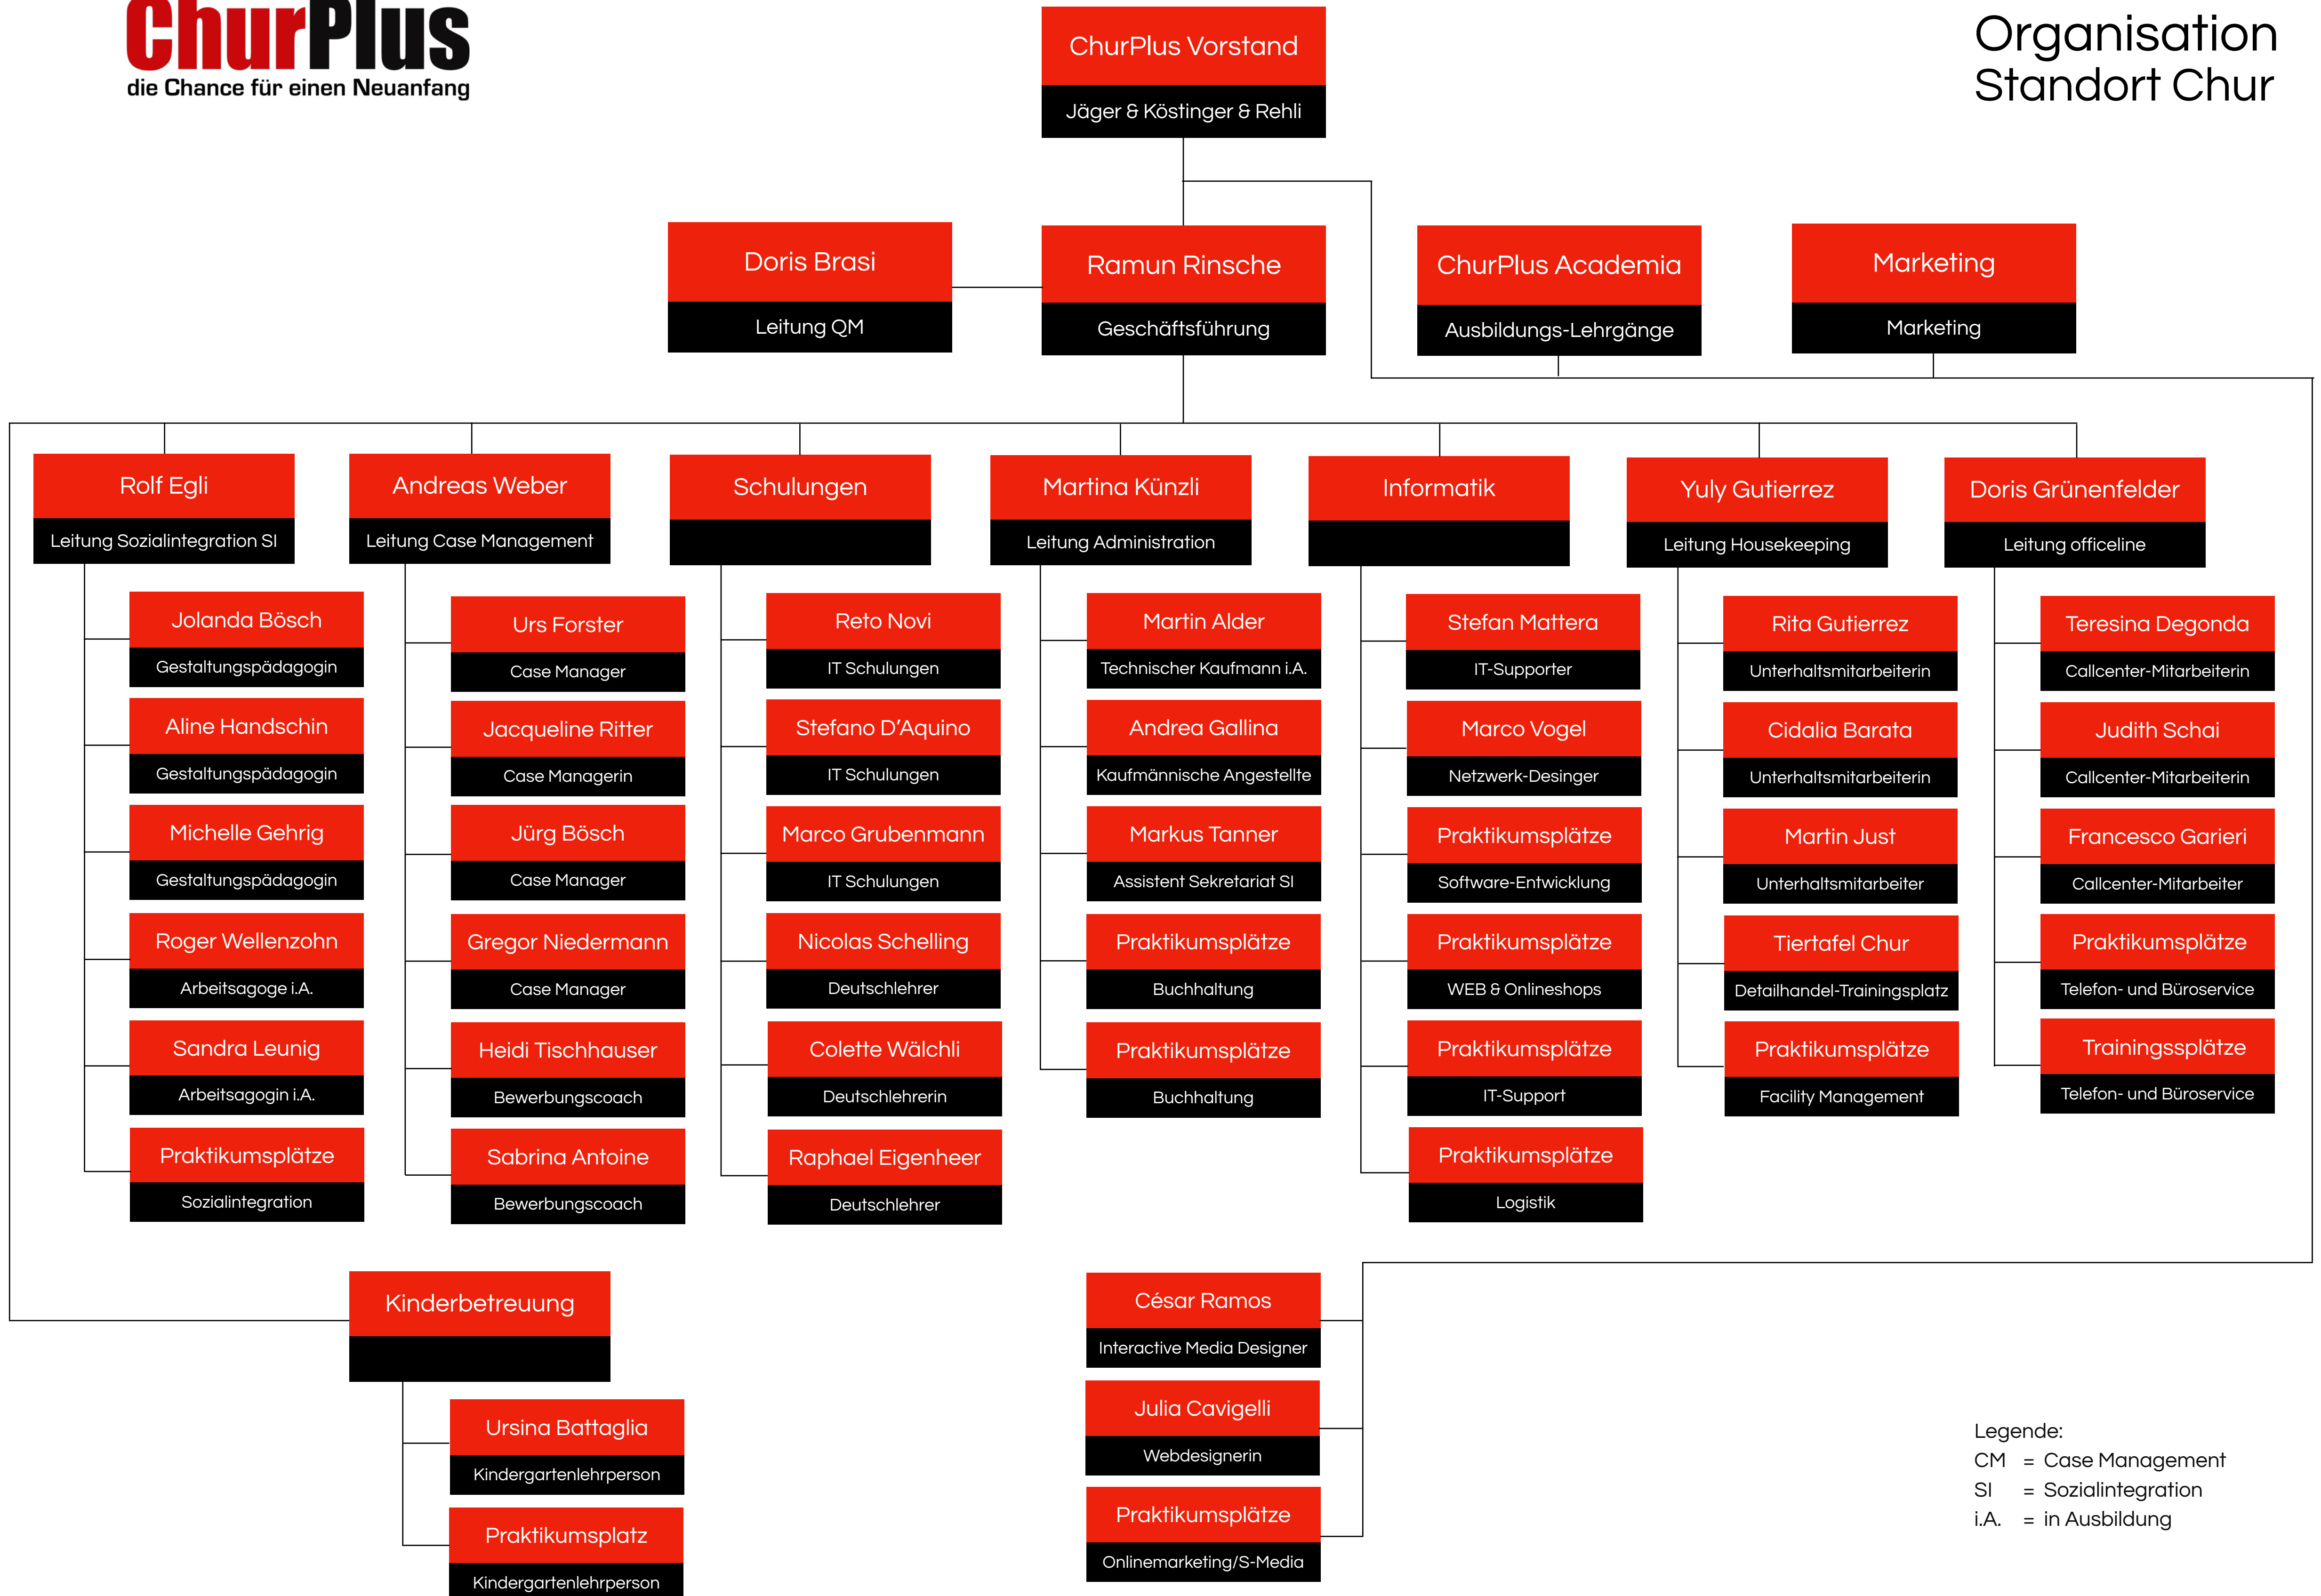 ChurPlus
die Chance für einen Neuanfang
Organisation
Standort Chur
ChurPlus Vorstand
Jäger & Köstinger & Rehli
Doris Brasi
Leitung QM
Ramun Rinsche
Geschäftsführung
ChurPlus Academia
Ausbildungs-Lehrgänge
Marketing
Marketing
Rolf Egli
Leitung Sozialintegration SI
Jolanda Bösch
Gestaltungspädagogin
Aline Handschin
Gestaltungspädagogin
Michelle Gehrig
Gestaltungspädagogin
Roger Wellenzohn
Arbeitsagoge i.A.
Sandra Leunig
Arbeitsagogin i.A.
Praktikumsplätze
Sozialintegration
Andreas Weber
Leitung Case Management
Urs Forster
Case Manager
Jacqueline Ritter
Case Managerin
Jürg Bösch
Case Manager
Gregor Niedermann
Case Manager
Heidi Tischhauser
Bewerbungscoach
Sabrina Antoine
Bewerbungscoach
Schulungen
Reto Novi
IT Schulungen
Stefano D’Aquino
IT Schulungen
Marco Grubenmann
IT Schulungen
Nicolas Schelling
Deutschlehrer
Colette Wälchli
Deutschlehrerin
Raphael Eigenheer
Deutschlehrer
Martina Künzli
Leitung Administration
Martin Alder
Technischer Kaufmann i.A.
Andrea Gallina
Kaufmännische Angestellte
Markus Tanner
Assistent Sekretariat SI
Praktikumsplätze
Buchhaltung
Praktikumsplätze
Buchhaltung
Informatik
Stefan Mattera
IT-Supporter
Marco Vogel
Netzwerk-Desinger
Praktikumsplätze
Software-Entwicklung
Praktikumsplätze
WEB & Onlineshops
Praktikumsplätze
IT-Support
Praktikumsplätze
Logistik
Yuly Gutierrez
Leitung Housekeeping
Rita Gutierrez
Unterhaltsmitarbeiterin
Cidalia Barata
Unterhaltsmitarbeiterin
Martin Just
Unterhaltsmitarbeiter
Tiertafel Chur
Detailhandel-Trainingsplatz
Praktikumsplätze
Facility Management
Doris Grünenfelder
Leitung officeline
Teresina Degonda
Callcenter-Mitarbeiterin
Judith Schai
Callcenter-Mitarbeiterin
Francesco Garieri
Callcenter-Mitarbeiter
Praktikumsplätze
Telefon- und Büroservice
Trainingssplätze
Telefon- und Büroservice
Kinderbetreuung
Ursina Battaglia
Kindergartenlehrperson
Praktikumsplatz
Kindergartenlehrperson
César Ramos
Interactive Media Designer
Julia Cavigelli
Webdesignerin
Praktikumsplätze
Onlinemarketing/S-Media
Legende:
CM = Case Management
SI = Sozialintegration
i.A. = in Ausbildung